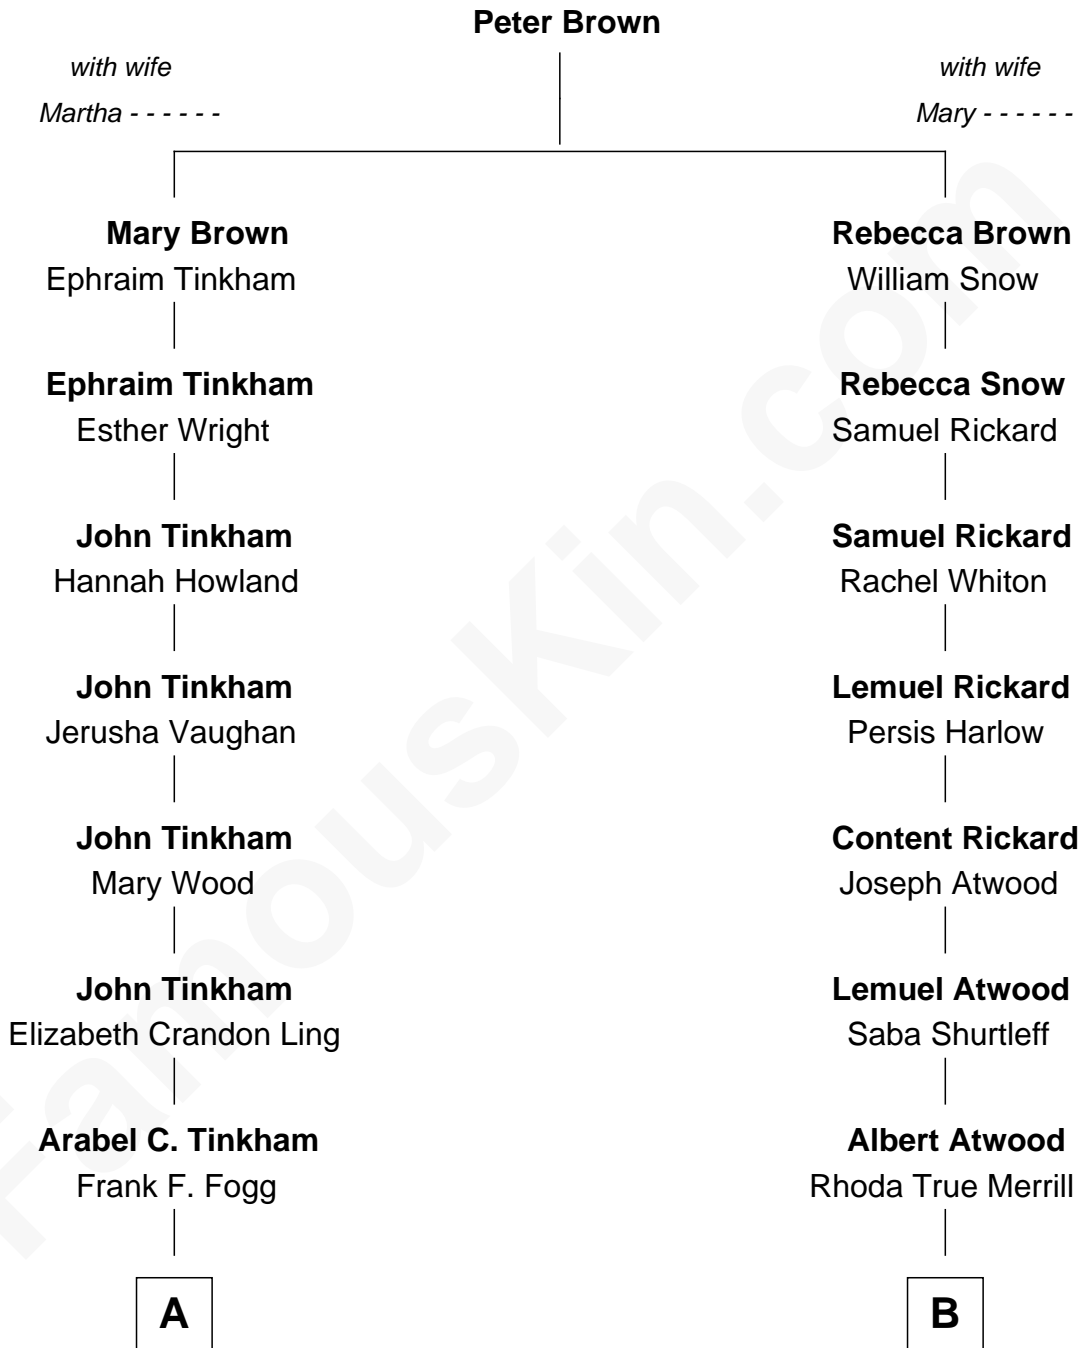 Peter Brown
with wife
Martha - - - - - -
with wife
Mary - - - - - -
Mary Brown
Ephraim Tinkham
Rebecca Brown
William Snow
Ephraim Tinkham
Esther Wright
Rebecca Snow
Samuel Rickard
John Tinkham
Hannah Howland
Samuel Rickard
Rachel Whiton
John Tinkham
Jerusha Vaughan
Lemuel Rickard
Persis Harlow
John Tinkham
Mary Wood
Content Rickard
Joseph Atwood
John Tinkham
Elizabeth Crandon Ling
Lemuel Atwood
Saba Shurtleff
Arabel C. Tinkham
Frank F. Fogg
Albert Atwood
Rhoda True Merrill
A
B
FamousKin.com